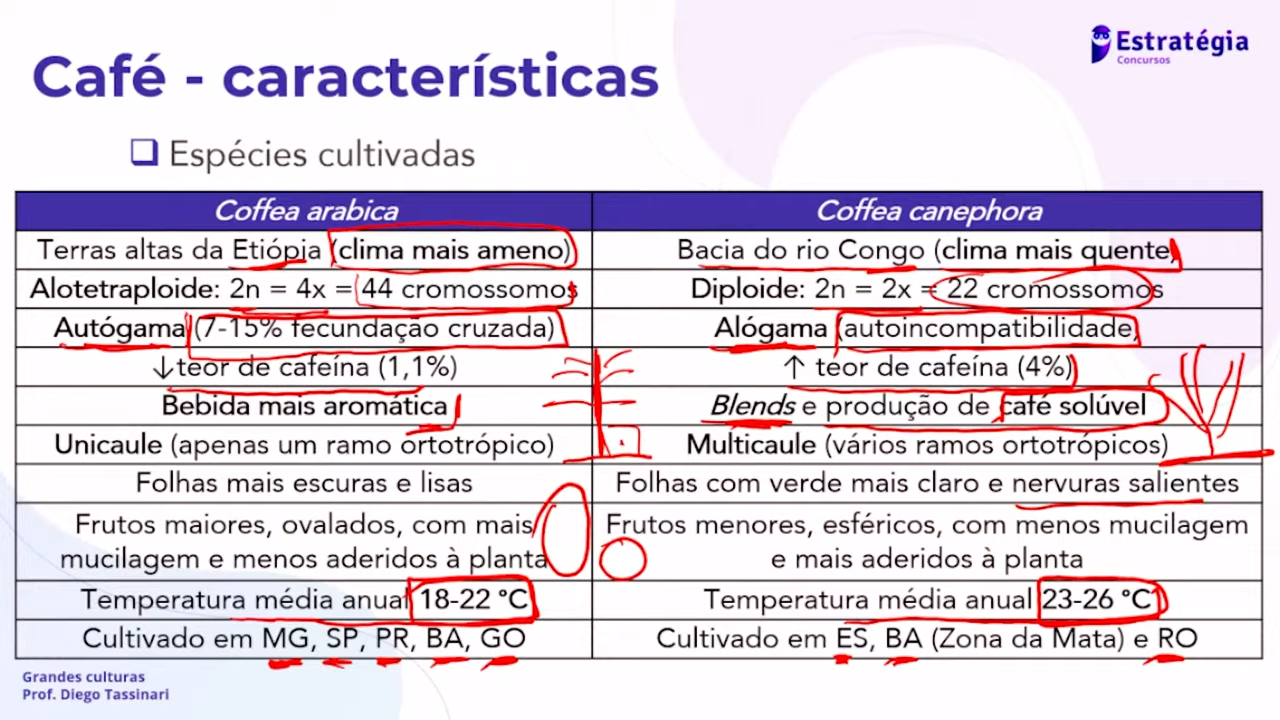 Estratégia
Concursos
Café - características
Espécies cultivadas
Coffea arabica
Coffea canephora
Terras altas da Etiópia (clima mais ameno)
Bacia do rio Congo (clima mais quente)
Alotetraploide: 2n = 4x = 44 cromossomos
Diploide: 2n = 2x = 22 cromossomos
Autógama (7-15% fecundação cruzada)
Alógama (autoincompatibilidade)
↓teor de cafeína (1,1%)
↑ teor de cafeína (4%)
Bebida mais aromática
Blends e produção de café solúvel
Unicaule (apenas um ramo ortotrópico)
Multicaule (vários ramos ortotrópicos)
Folhas mais escuras e lisas
Folhas com verde mais claro e nervuras salientes
Frutos maiores, ovalados, com mais
mucilagem e menos aderidos à planta
Frutos menores, esféricos, com menos mucilagem
e mais aderidos à planta
Temperatura média anual 18-22 °C
Temperatura média anual 23-26 °C
Cultivado em MG, SP, PR, BA, GO
Cultivado em ES, BA (Zona da Mata) e RO
Grandes culturas
Prof. Diego Tassinari